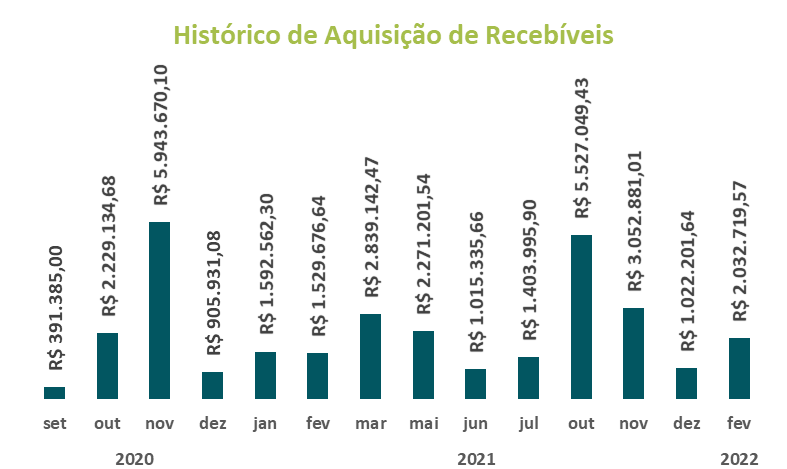 Histórico de Aquisição de Recebíveis
R$ 391.385,00
R$ 2.229.134,68
R$ 5.943.670,10
R$ 905.931,08
R$ 1.592.562,30
R$ 1.529.676,64
R$ 2.839.142,47
R$ 2.271.201,54
R$ 1.015.335,66
R$ 1.403.995,90
R$ 5.527.049,43
R$ 3.052.881,01
R$ 1.022.201,64
R$ 2.032.719,57
set out nov dez jan fev mar mai jun jul out nov dez fev
2020 2021 2022